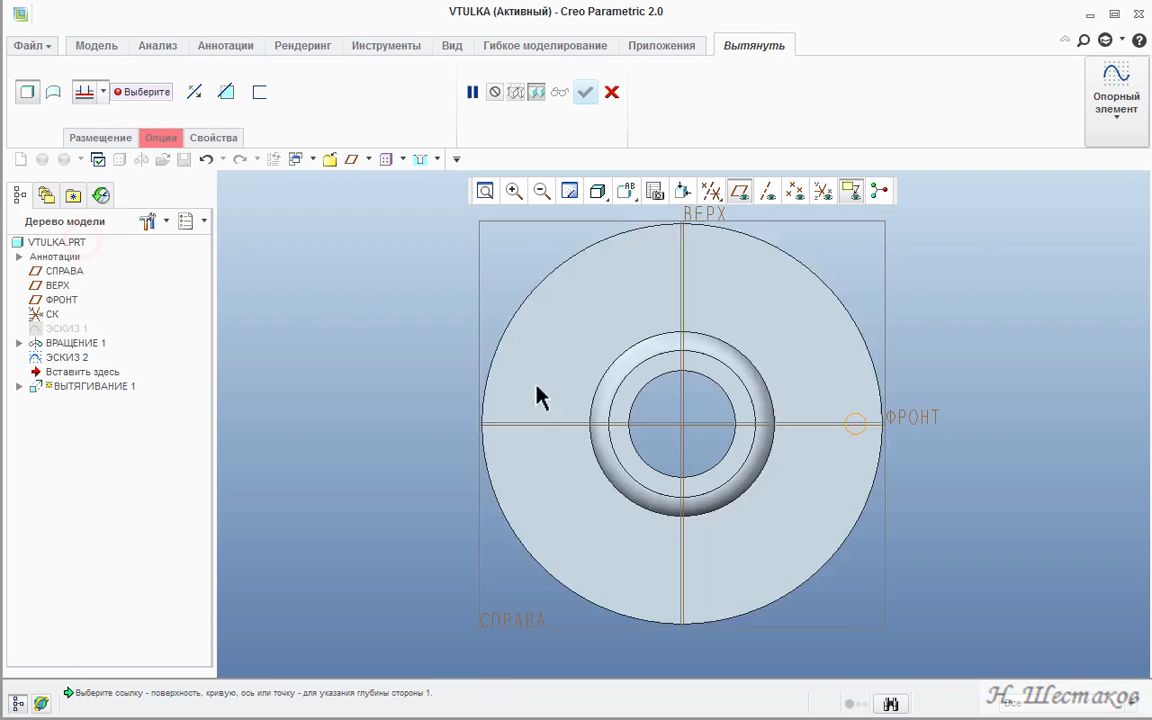 VTULKA (Активный) - Creo Parametric 2.0
Файл
Модель
Анализ
Аннотации
Рендеринг
Инструменты
Вид
Гибкое моделирование
Приложения
Вытянуть
Выберите
Опорный
элемент
Размещение
Опции
Свойства
Дерево модели
VTULKA.PRT
Аннотации
СПРАВА
ВЕРХ
ФРОНТ
СК
ЭСКИЗ 1
ВРАЩЕНИЕ 1
ЭСКИЗ 2
Вставить здесь
ВЫТЯГИВАНИЕ 1
ВЕРХ
ФРОНТ
СПРАВА
Выберите ссылку - поверхность, кривую, ось или точку - для указания глубины стороны 1.
Все
Н. Шестаков